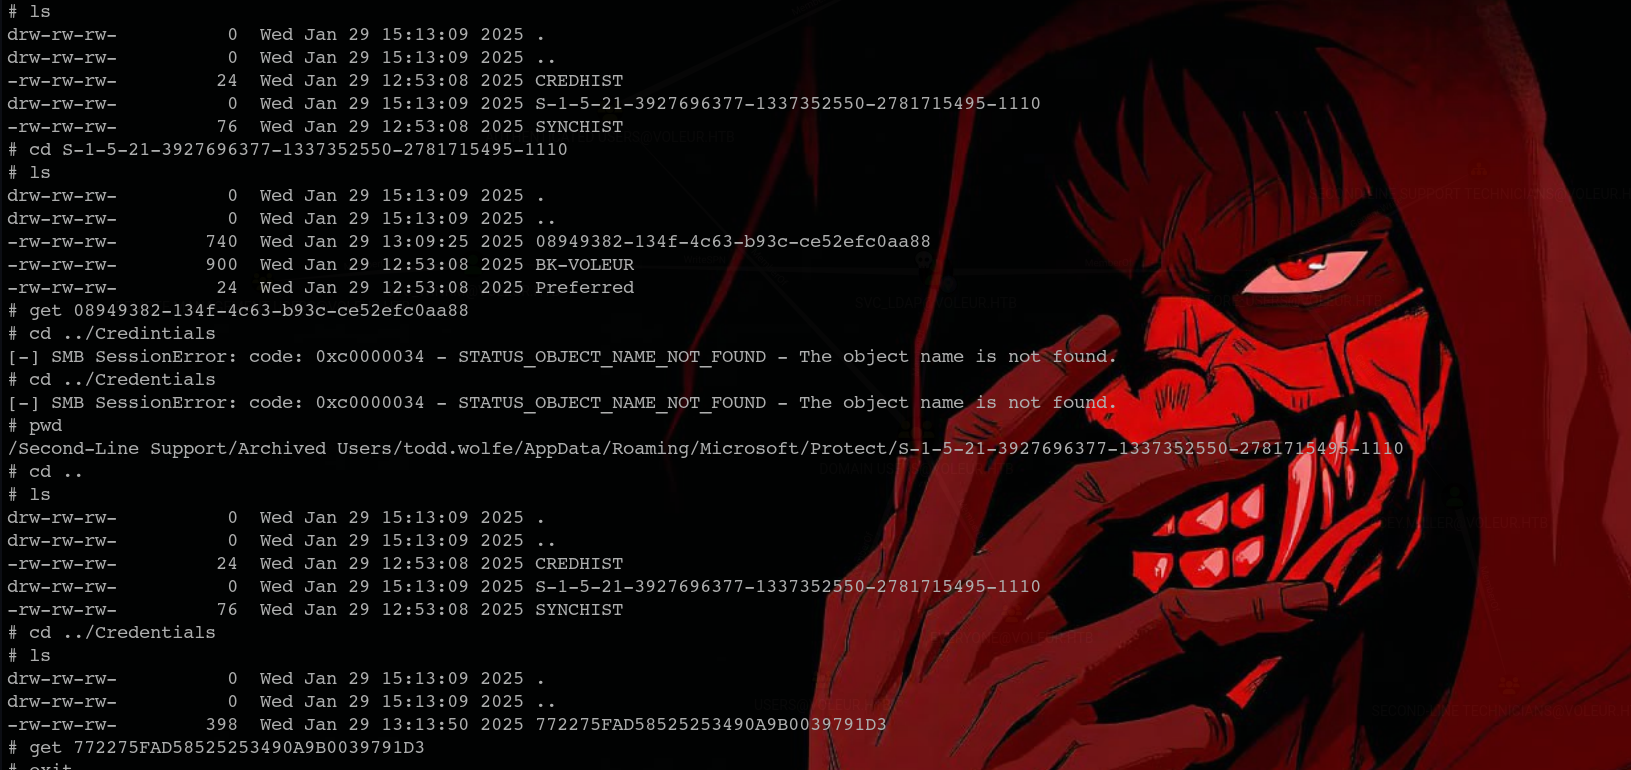 # ls
drw-rw-rw-          0  Wed Jan 29 15:13:09 2025 .
drw-rw-rw-          0  Wed Jan 29 15:13:09 2025 ..
-rw-rw-rw-         24  Wed Jan 29 12:53:08 2025 CREDHIST
drw-rw-rw-          0  Wed Jan 29 15:13:09 2025 S-1-5-21-3927696377-1337352550-2781715495-1110
-rw-rw-rw-         76  Wed Jan 29 12:53:08 2025 SYNCHIST
# cd S-1-5-21-3927696377-1337352550-2781715495-1110
# ls
drw-rw-rw-          0  Wed Jan 29 15:13:09 2025 .
drw-rw-rw-          0  Wed Jan 29 15:13:09 2025 ..
-rw-rw-rw-        740  Wed Jan 29 13:09:25 2025 08949382-134f-4c63-b93c-ce52efc0aa88
-rw-rw-rw-        900  Wed Jan 29 12:53:08 2025 BK-VOLEUR
-rw-rw-rw-         24  Wed Jan 29 12:53:08 2025 Preferred
# get 08949382-134f-4c63-b93c-ce52efc0aa88
# cd ../Credintials
[-] SMB SessionError: code: 0xc0000034 - STATUS_OBJECT_NAME_NOT_FOUND - The object name is not found.
# cd ../Credentials
[-] SMB SessionError: code: 0xc0000034 - STATUS_OBJECT_NAME_NOT_FOUND - The object name is not found.
# pwd
/Second-Line Support/Archived Users/todd.wolfe/AppData/Roaming/Microsoft/Protect/S-1-5-21-3927696377-1337352550-2781715495-1110
# cd ..
# ls
drw-rw-rw-          0  Wed Jan 29 15:13:09 2025 .
drw-rw-rw-          0  Wed Jan 29 15:13:09 2025 ..
-rw-rw-rw-         24  Wed Jan 29 12:53:08 2025 CREDHIST
drw-rw-rw-          0  Wed Jan 29 15:13:09 2025 S-1-5-21-3927696377-1337352550-2781715495-1110
-rw-rw-rw-         76  Wed Jan 29 12:53:08 2025 SYNCHIST
# cd ../Credentials
# ls
drw-rw-rw-          0  Wed Jan 29 15:13:09 2025 .
drw-rw-rw-          0  Wed Jan 29 15:13:09 2025 ..
-rw-rw-rw-        398  Wed Jan 29 13:13:50 2025 772275FAD58525253490A9B0039791D3
# get 772275FAD58525253490A9B0039791D3
# exit